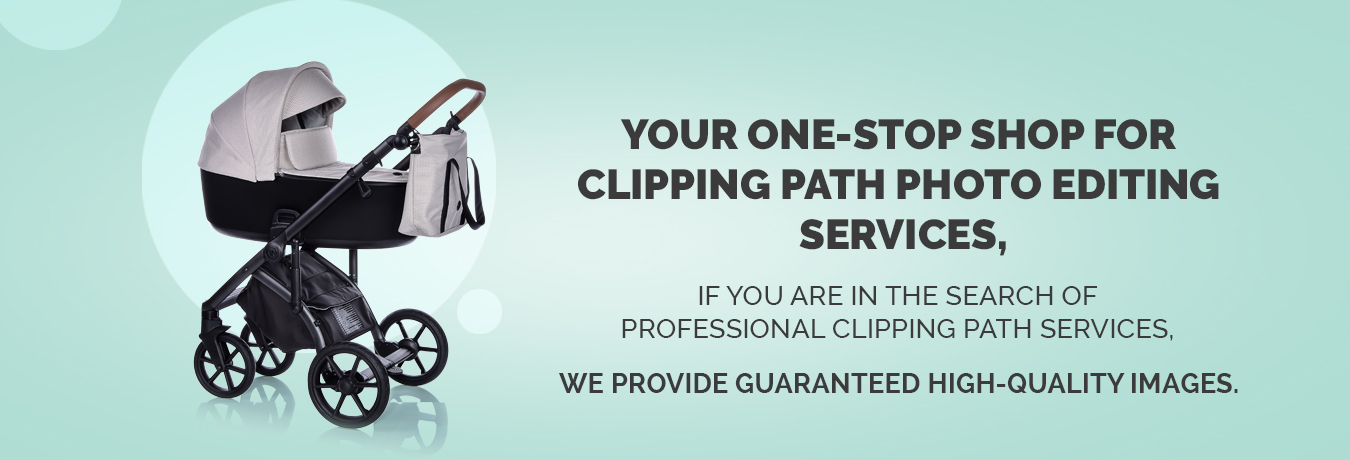 YOUR ONE-STOP SHOP FOR
CLIPPING PATH PHOTO EDITING
SERVICES,
IF YOU ARE IN THE SEARCH OF
PROFESSIONAL CLIPPING PATH SERVICES,
WE PROVIDE GUARANTEED HIGH-QUALITY IMAGES.